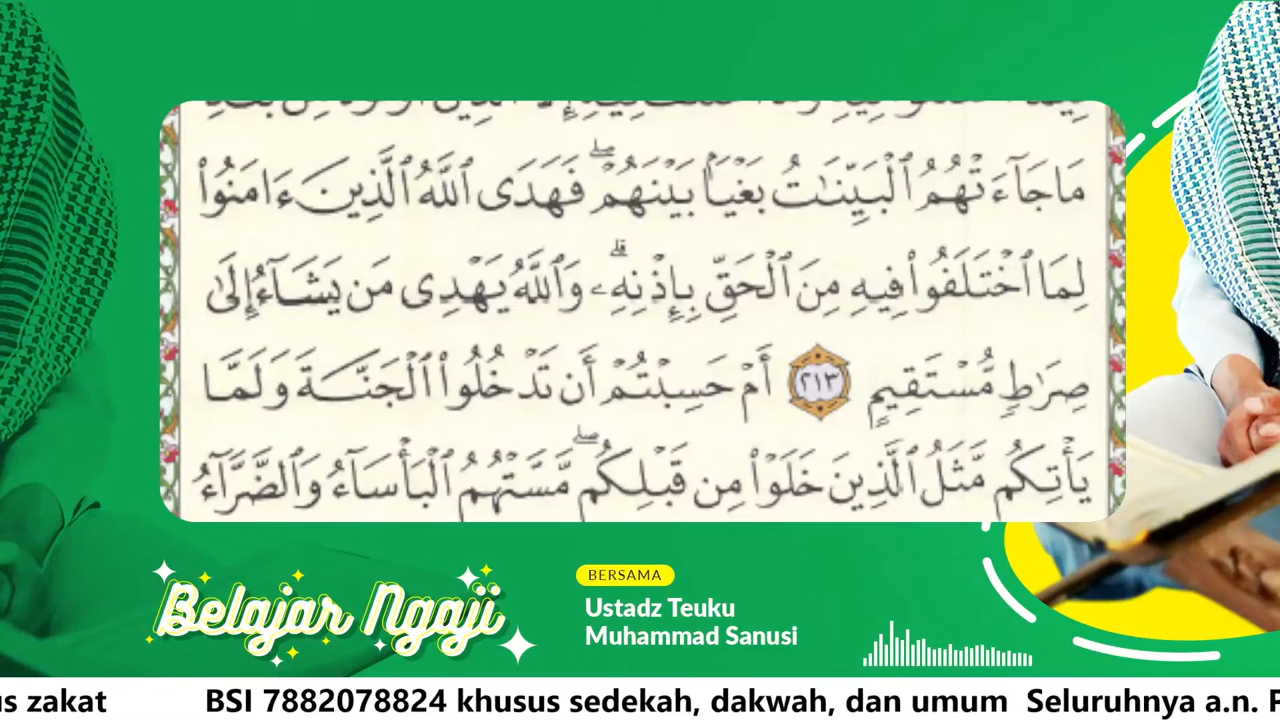 مَا جَآءَتْهُمُ ٱلْبَيِّنَـٰتُ بَغْيًۢا بَيْنَهُمْ ۖ فَهَدَى ٱللَّهُ ٱلَّذِينَ ءَامَنُوا۟
لِمَا ٱخْتَلَفُوا۟ فِيهِ مِنَ ٱلْحَقِّ بِإِذْنِهِۦ ۗ وَٱللَّهُ يَهْدِى مَن يَشَآءُ إِلَىٰ
صِرَٰطٍ مُّسْتَقِيمٍ ٢١٣ أَمْ حَسِبْتُمْ أَن تَدْخُلُوا۟ ٱلْجَنَّةَ وَلَمَّا
يَأْتِكُم مَّثَلُ ٱلَّذِينَ خَلَوْا۟ مِن قَبْلِكُم ۖ مَّسَّتْهُمُ ٱلْبَأْسَآءُ وَٱلضَّرَّآءُ
Belajar Ngaji
BERSAMA
Ustadz Teuku
Muhammad Sanusi
zakat BSI 7882078824 khusus sedekah, dakwah, dan umum Seluruhnya a.n.